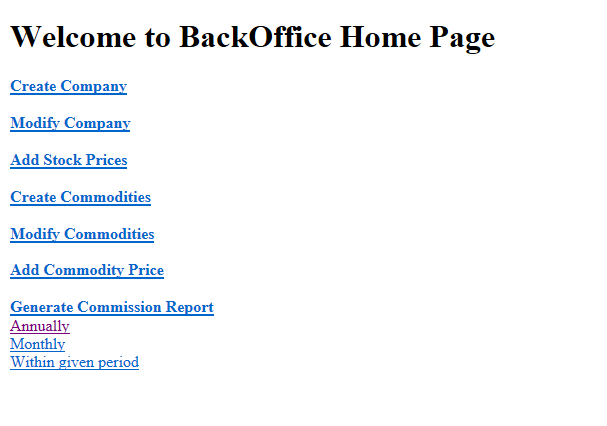 Welcome to BackOffice Home Page
Create Company
Modify Company
Add Stock Prices
Create Commodities
Modify Commodities
Add Commodity Price
Generate Commission Report
Annually
Monthly
Within given period